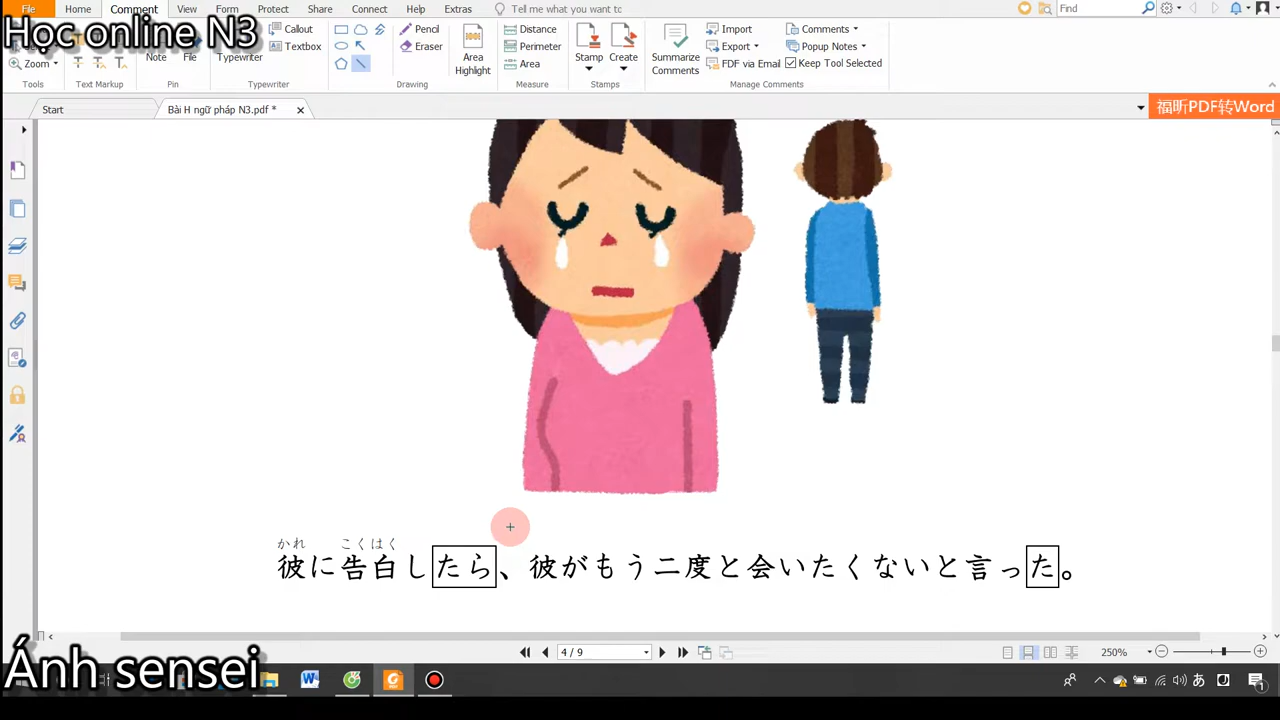 File Home Comment View Form Protect Share Connect Help Extras Tell me what you want to c Find
Học online N3
Callout Pencil Distance Import Comments
Textbox Eraser Perimeter Export Popup Notes
Zoom Typewriter Note File Area Highlight Area Stamp Create Summarize Comments FDF via Email Keep Tool Selected
Tools Text Markup Pin Typewriter Drawing Measure Stamps Manage Comments
Start Bài H ngữ pháp N3.pdf * 福昕PDF转Word
かれ こくはく
彼に告白したら、彼がもう二度と会いたくないと言った。
4 / 9 250%
Ánh sensei